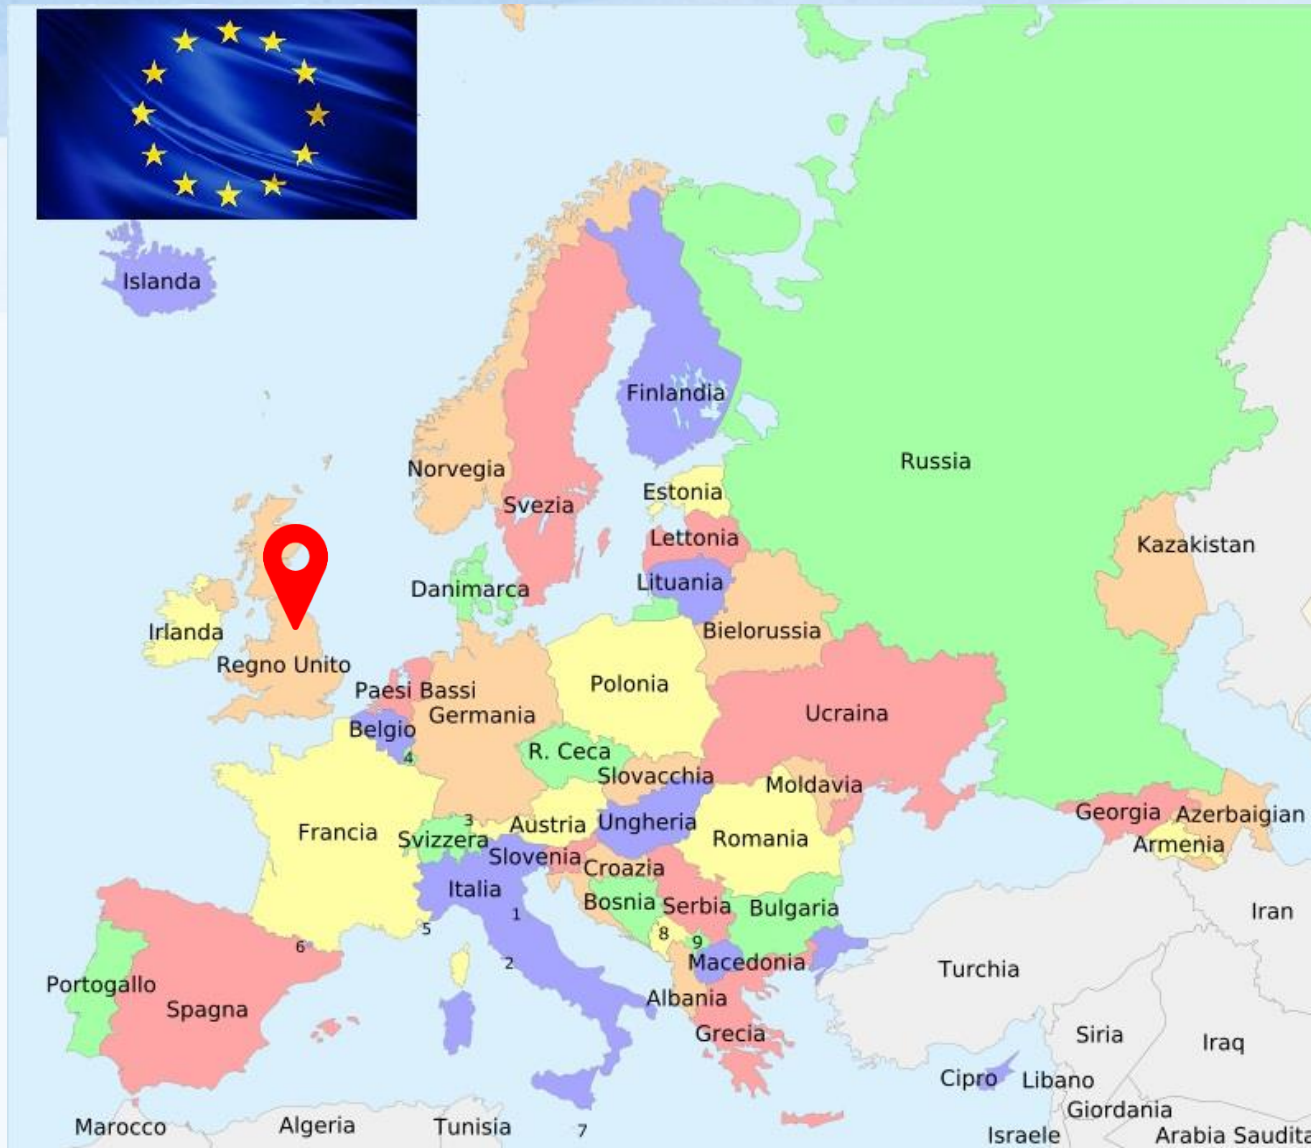 Islanda
Finlandia
Russia
Norvegia
Svezia
Estonia
Lettonia
Kazakistan
Danimarca
Lituania
Irlanda
Bielorussia
Regno Unito
Paesi Bassi
Polonia
Germania
Ucraina
Belgio
R. Ceca
4
Slovacchia
Moldavia
Georgia
Azerbaigian
3
Francia
Austria
Ungheria
Svizzera
Romania
Armenia
Slovenia
Croazia
Italia
Bosnia
Serbia
Bulgaria
Iran
1
5
8
9
6
2
Macedonia
Turchia
Portogallo
Albania
Spagna
Grecia
Siria
Iraq
Cipro
Libano
Giordania
Marocco
Algeria
Tunisia
7
Israele
Arabia Saudita